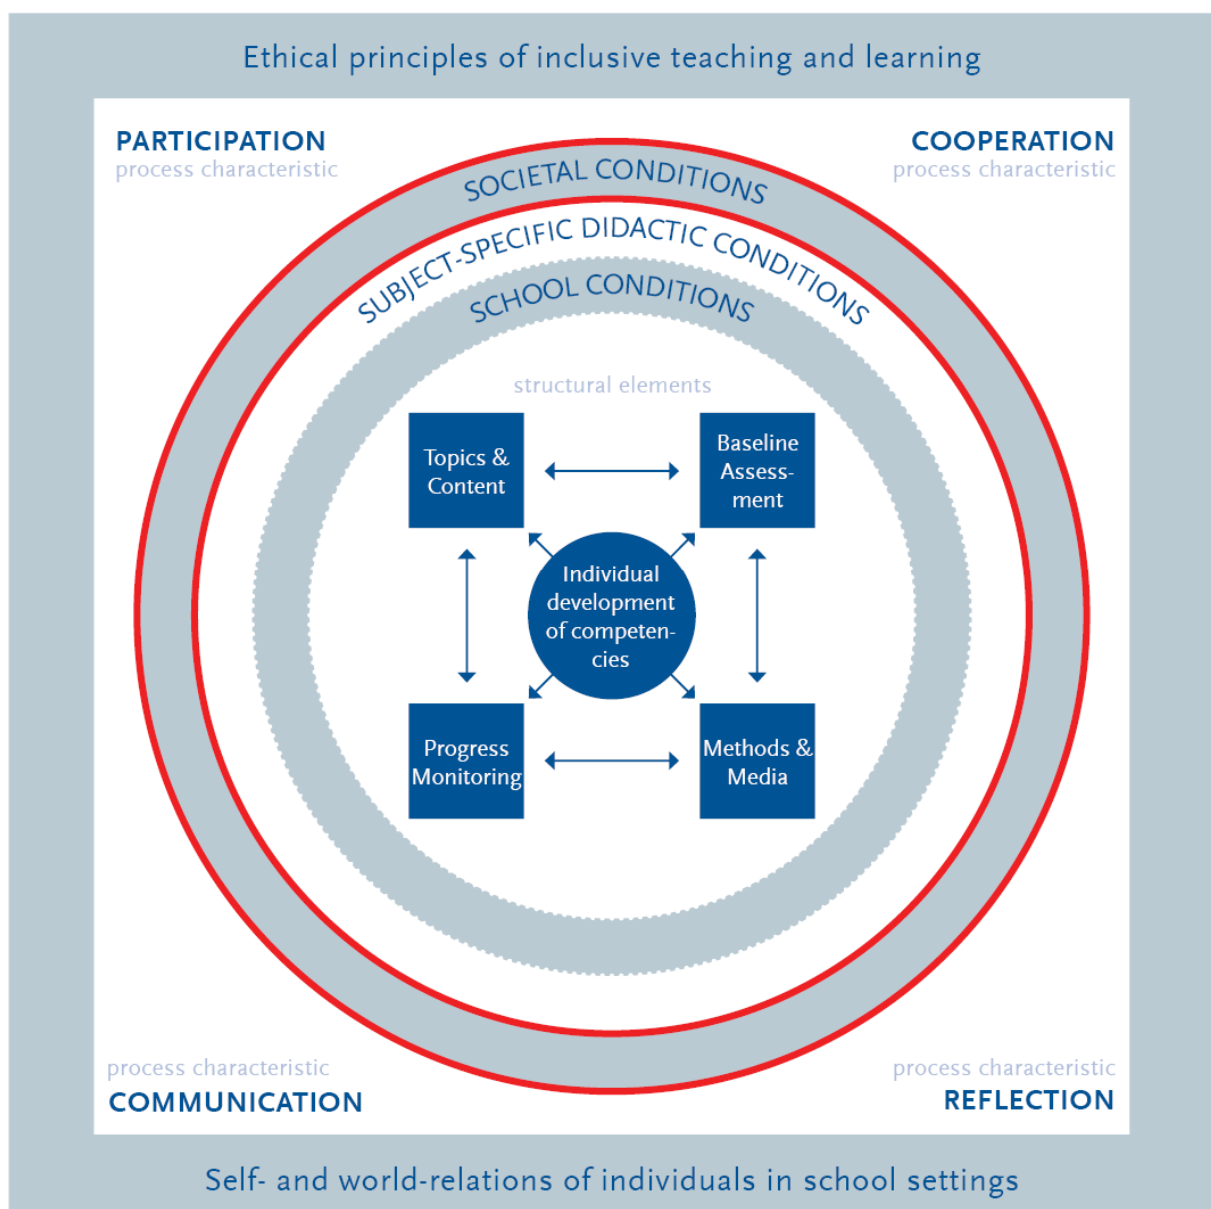 Ethical principles of inclusive teaching and learning
PARTICIPATION
process characteristic
COOPERATION
process characteristic
SOCIETAL CONDITIONS
SUBJECT-SPECIFIC DIDACTIC CONDITIONS
SCHOOL CONDITIONS
structural elements
Topics &
Content
Baseline
Assess-
ment
Individual
development
of competen-
cies
Progress
Monitoring
Methods &
Media
process characteristic
COMMUNICATION
process characteristic
REFLECTION
Self- and world-relations of individuals in school settings